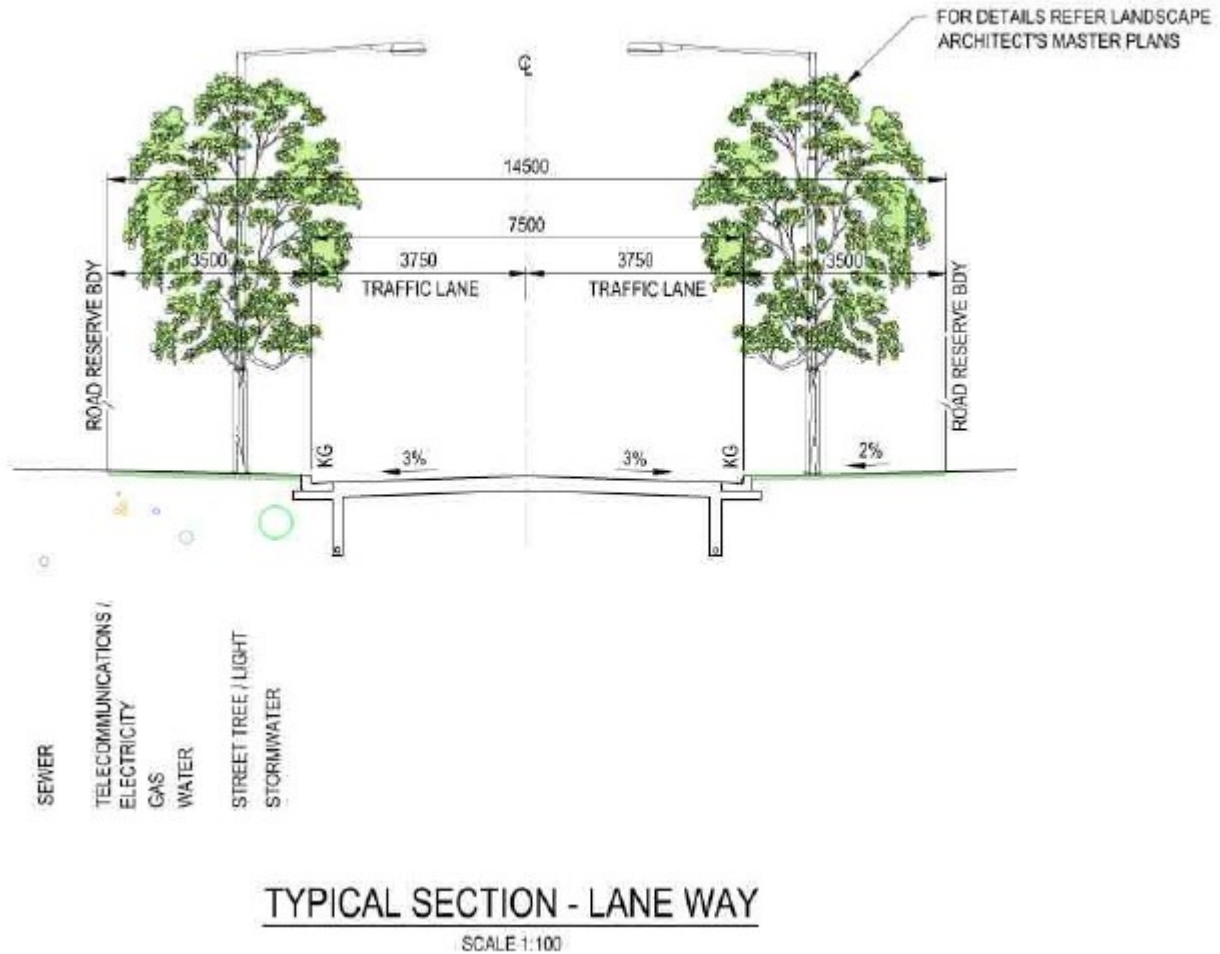 FOR DETAILS REFER LANDSCAPE
ARCHITECT'S MASTER PLANS
℄
14500
7500
3500
3750
3750
3500
TRAFFIC LANE
TRAFFIC LANE
ROAD RESERVE BDY
ROAD RESERVE BDY
KG
3%
3%
KG
2%
SEWER
TELECOMMUNICATIONS /
ELECTRICITY
GAS
WATER
STREET TREE / LIGHT
STORMWATER
TYPICAL SECTION - LANE WAY
SCALE 1:100